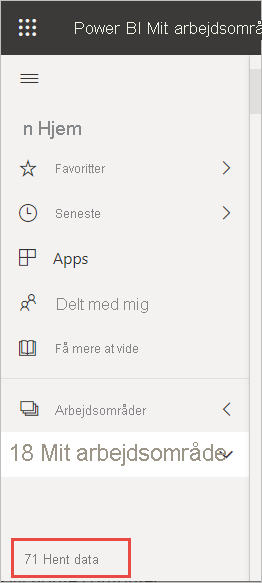 Power BI Mit arbejdsområ
n Hjem
Favoritter
Seneste
Apps
Delt med mig
Få mere at vide
Arbejdsområder
18 Mit arbejdsområde
71 Hent data